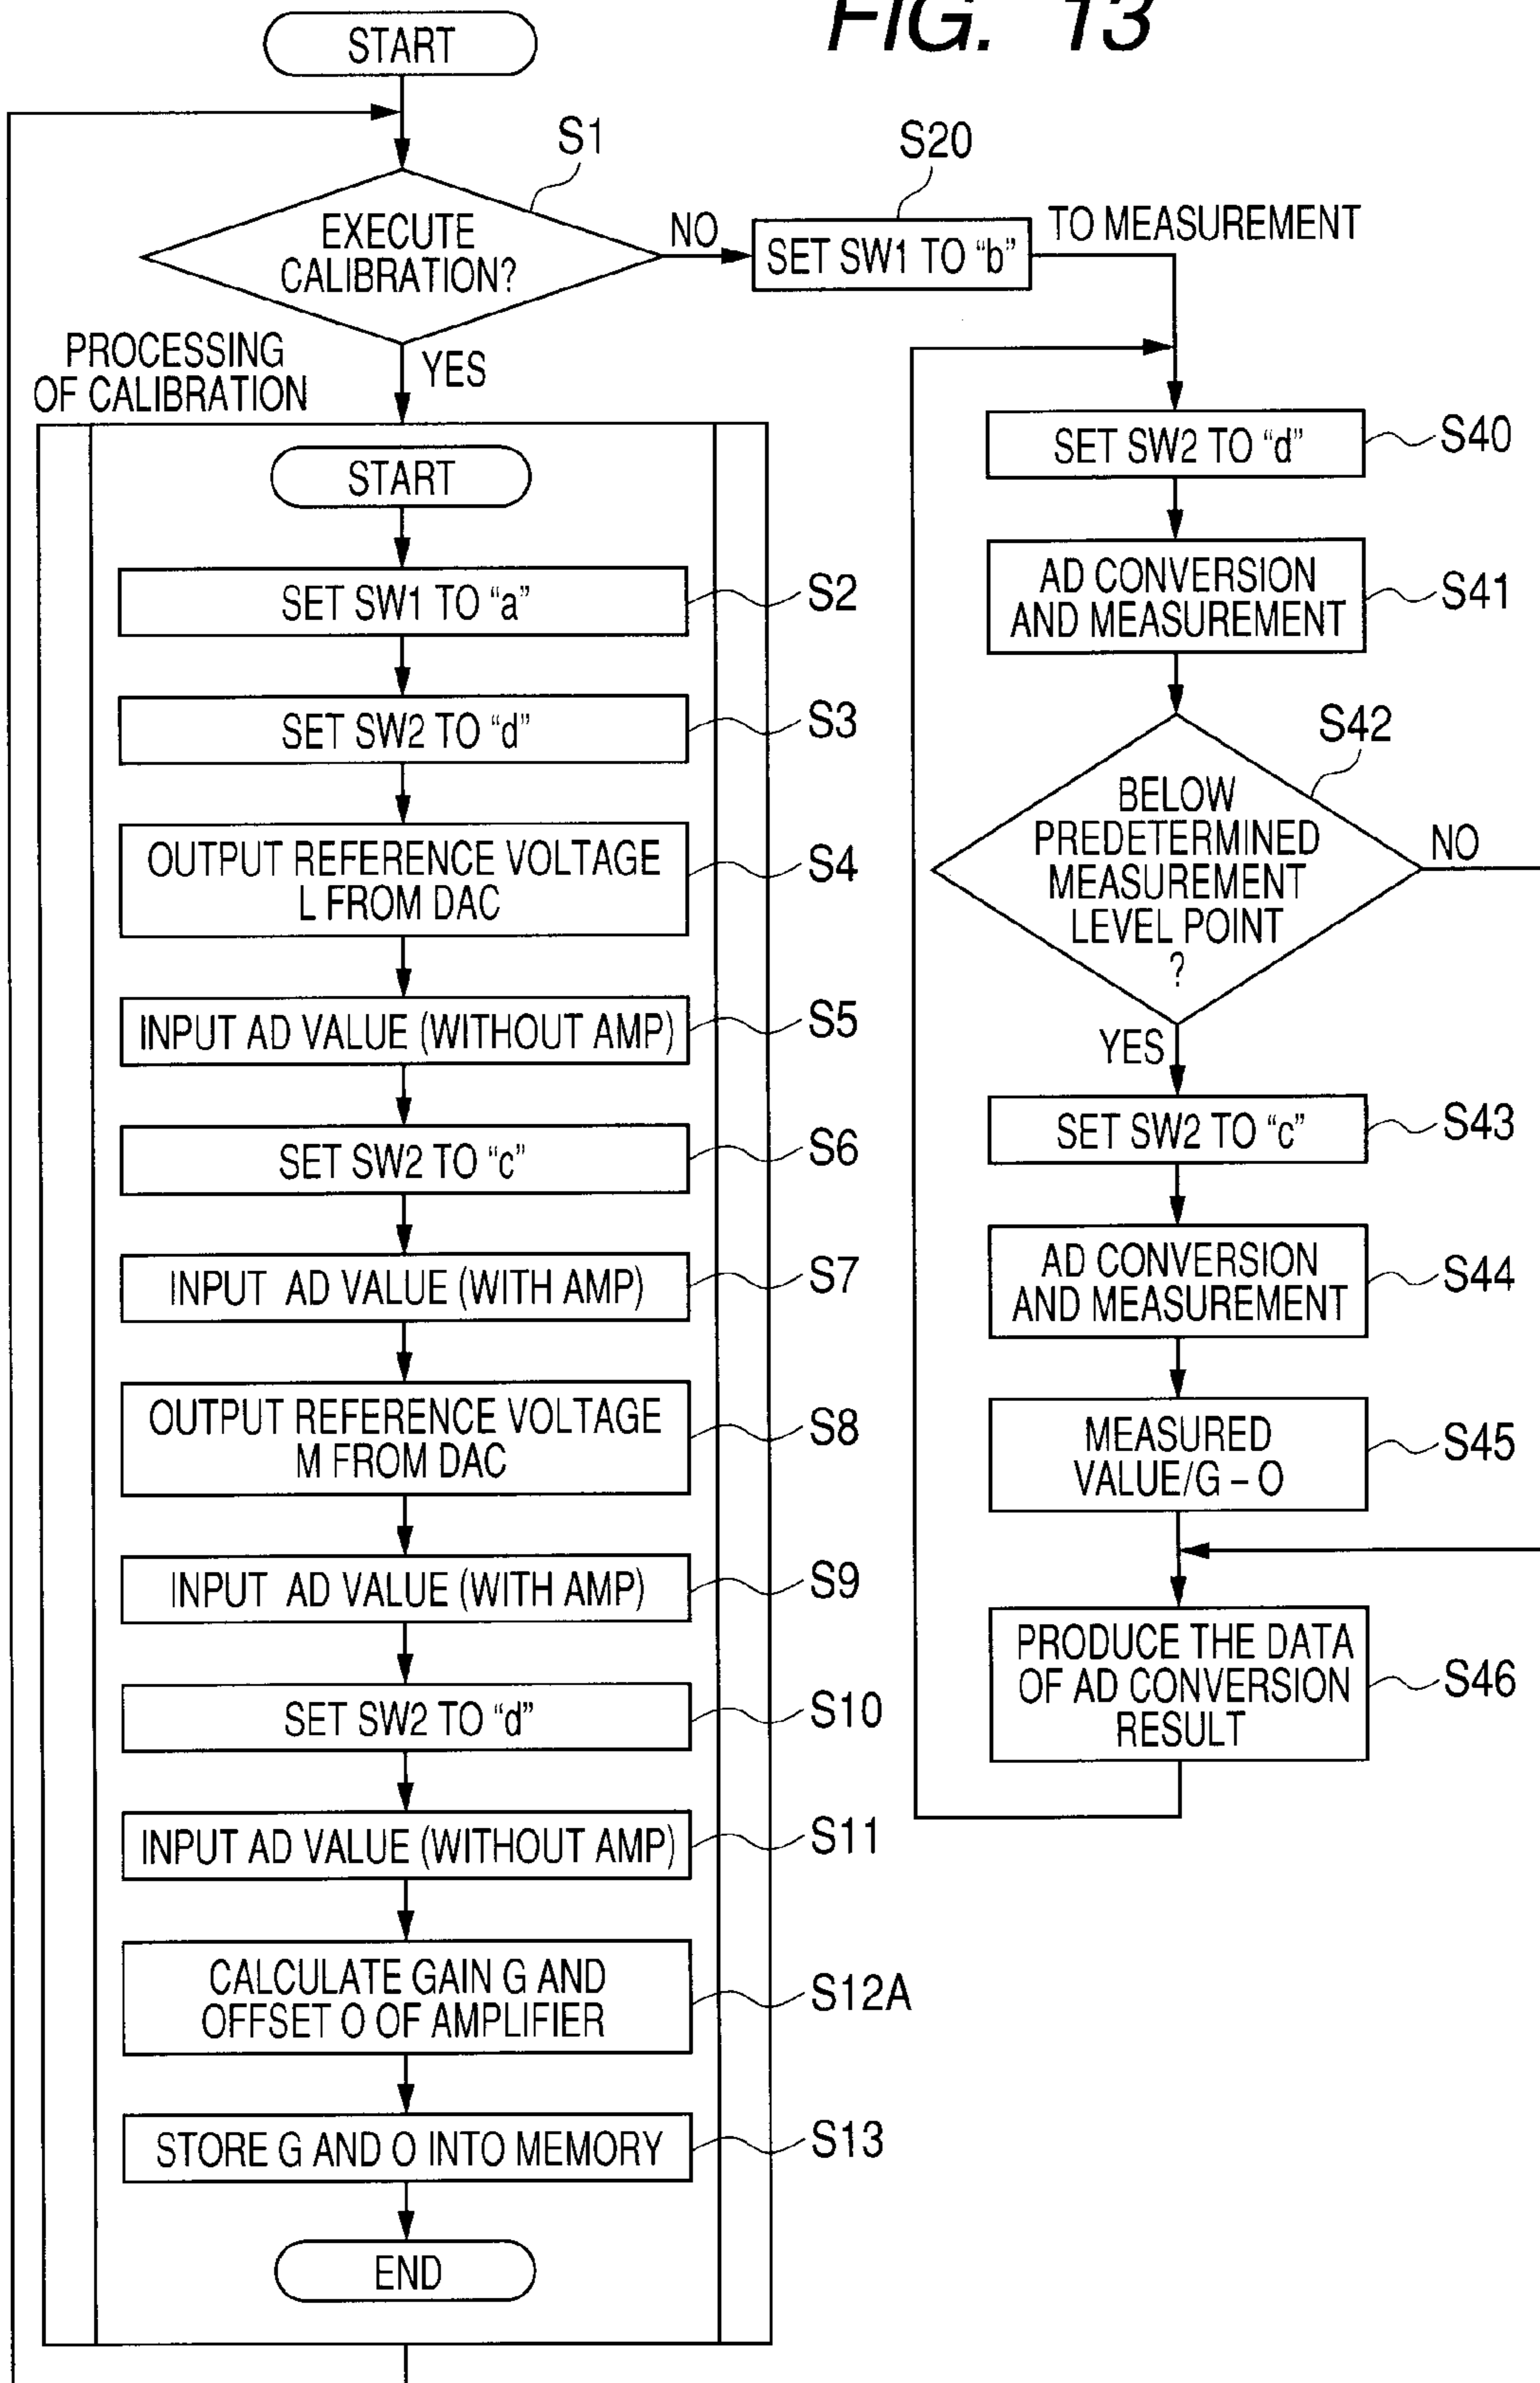 FIG. 13
START
S1
EXECUTE
CALIBRATION?
NO
S20
SET SW1 TO “b”
TO MEASUREMENT
YES
PROCESSING
OF CALIBRATION
START
SET SW1 TO “a”
S2
SET SW2 TO “d”
S3
OUTPUT REFERENCE VOLTAGE
L FROM DAC
S4
INPUT AD VALUE (WITHOUT AMP)
S5
SET SW2 TO “c”
S6
INPUT AD VALUE (WITH AMP)
S7
OUTPUT REFERENCE VOLTAGE
M FROM DAC
S8
INPUT AD VALUE (WITH AMP)
S9
SET SW2 TO “d”
S10
INPUT AD VALUE (WITHOUT AMP)
S11
CALCULATE GAIN G AND
OFFSET O OF AMPLIFIER
S12A
STORE G AND O INTO MEMORY
S13
END
SET SW2 TO “d”
S40
AD CONVERSION
AND MEASUREMENT
S41
S42
BELOW
PREDETERMINED
MEASUREMENT
LEVEL POINT
?
NO
YES
SET SW2 TO “c”
S43
AD CONVERSION
AND MEASUREMENT
S44
MEASURED
VALUE/G – O
S45
PRODUCE THE DATA
OF AD CONVERSION
RESULT
S46